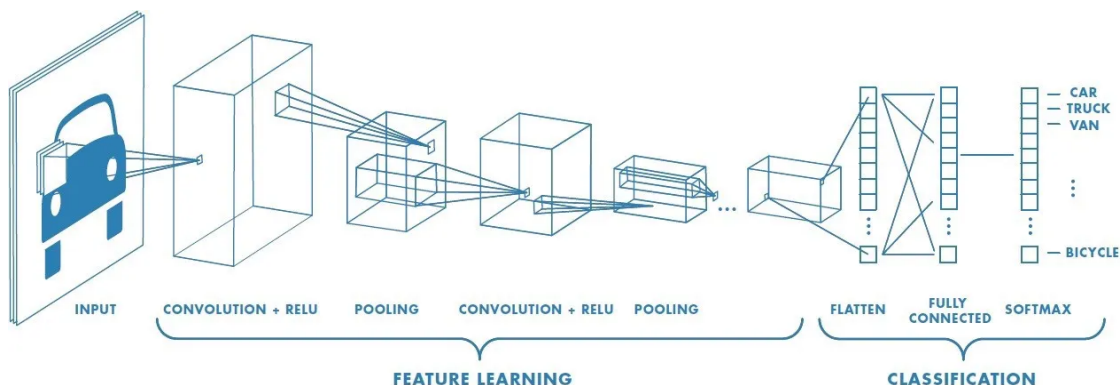 CAR
TRUCK
VAN
BICYCLE
INPUT
CONVOLUTION + RELU
POOLING
CONVOLUTION + RELU
POOLING
FLATTEN
FULLY
CONNECTED
SOFTMAX
FEATURE LEARNING
CLASSIFICATION